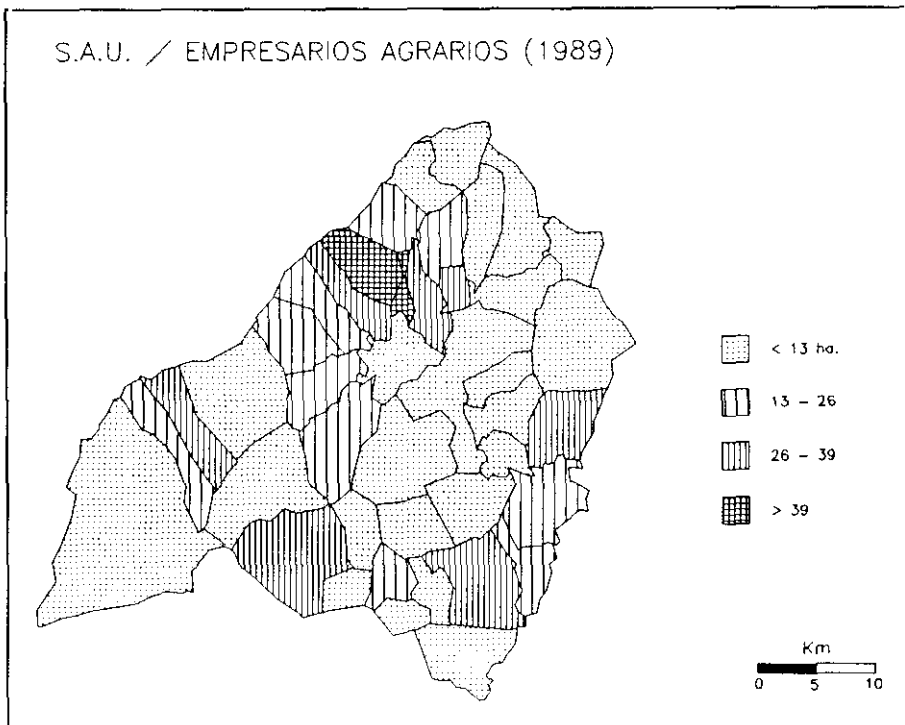 S.A.U. / EMPRESARIOS AGRARIOS (1989)
< 13 ha.
13 - 26
26 - 39
> 39
Km
0 5 10